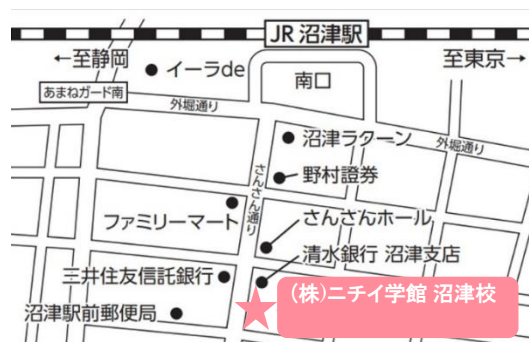 JR 沼津駅
←至静岡
至東京→
イーラde
南口
あまねガード南
外堀通り
沼津ラクーン
外堀通り
さんさん通り
野村證券
ファミリーマート
さんさんホール
清水銀行 沼津支店
三井住友信託銀行
(株)ニチイ学館 沼津校
沼津駅前郵便局